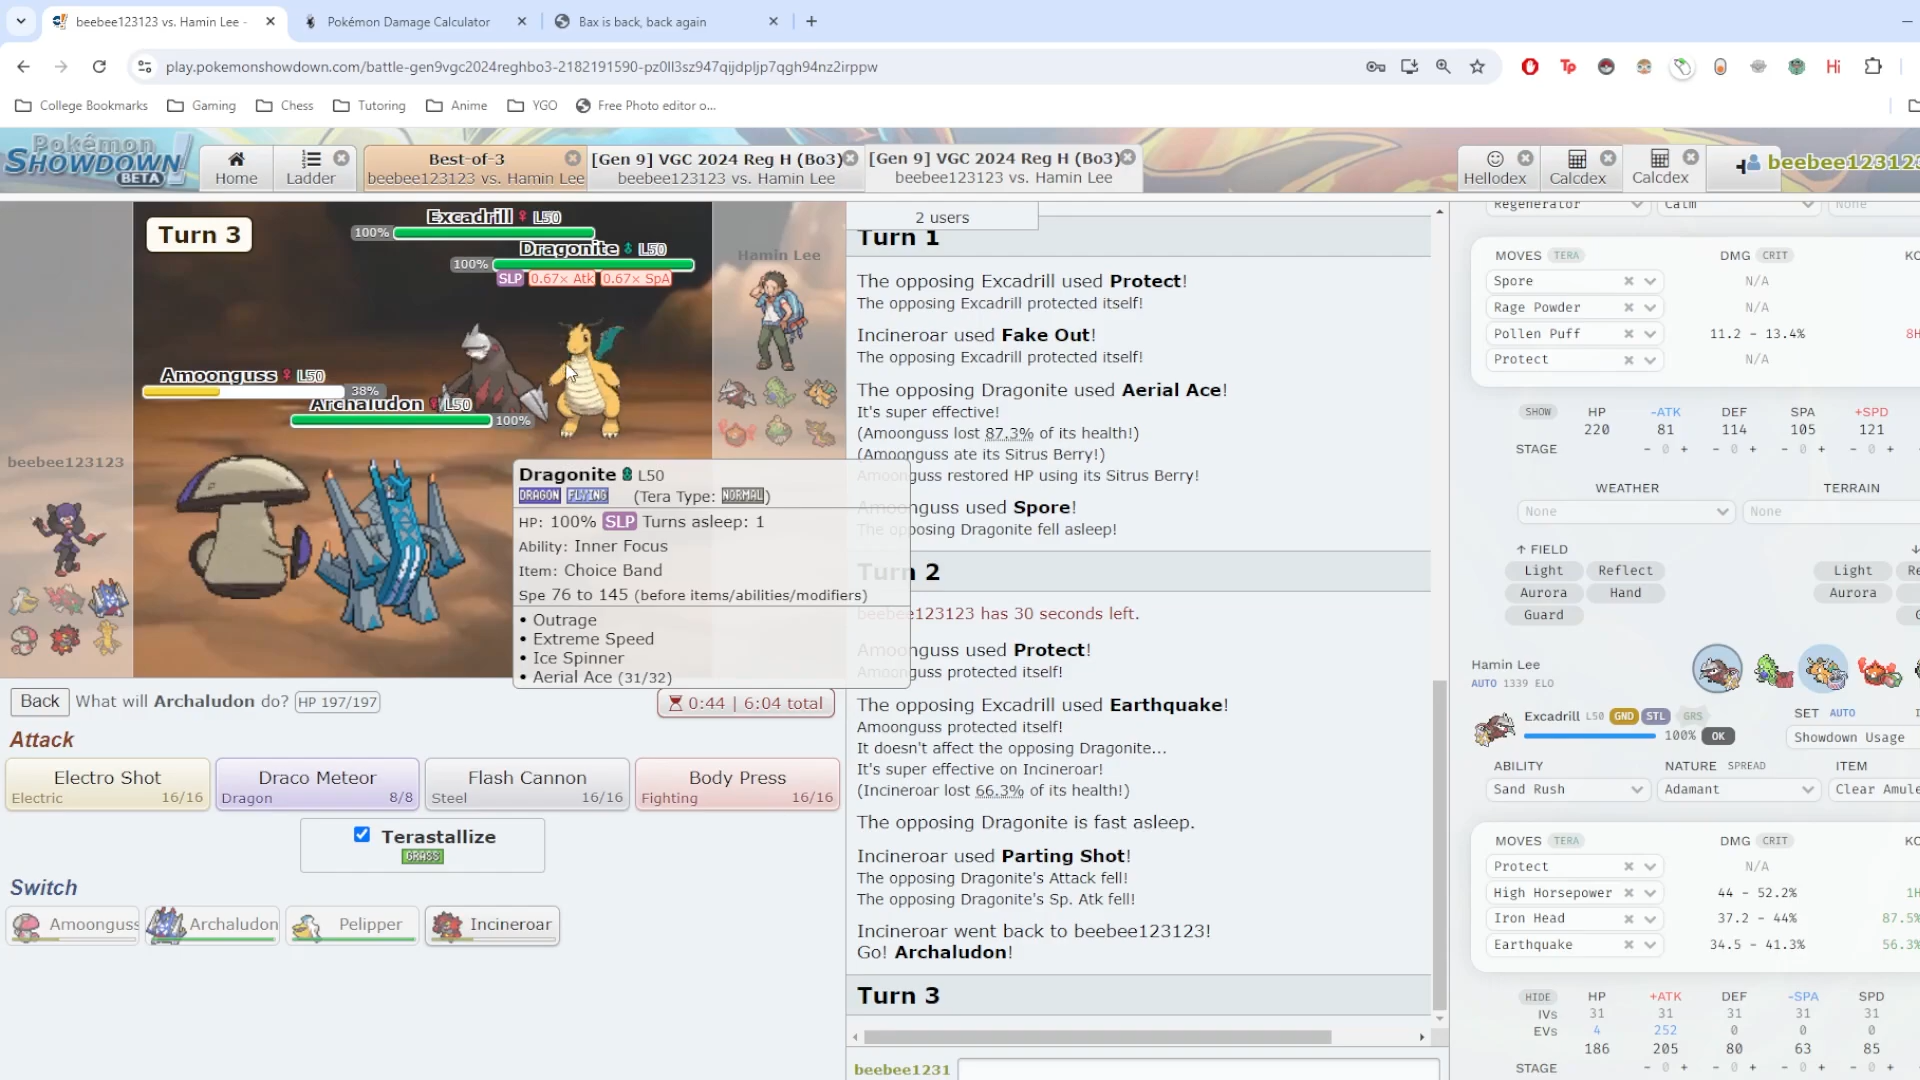 beebee123123 vs. Hamin Lee -
Pokémon Damage Calculator
Bax is back, back again
play.pokemonshowdown.com/battle-gen9vgc2024reghbo3-2182191590-pz0ll3sz947qijdpljp7qgh94nz2irppw
College Bookmarks
Gaming
Chess
Tutoring
Anime
YGO
Free Photo editor o...
Pokémon
SHOWDOWN!
BETA
Home
Ladder
Best-of-3
beebee123123 vs. Hamin Lee
[Gen 9] VGC 2024 Reg H (Bo3)
beebee123123 vs. Hamin Lee
[Gen 9] VGC 2024 Reg H (Bo3)
beebee123123 vs. Hamin Lee
Hellodex
Calcdex
Calcdex
beebee123123
Turn 3
Excadrill L50
100%
Dragonite L50
100%
SLP 0.67× Atk 0.67× SpA
Hamin Lee
Amoonguss L50
38%
Archaludon L50
100%
beebee123123
Dragonite L50
DRAGON FLYING (Tera Type: NORMAL)
HP: 100% SLP Turns asleep: 1
Ability: Inner Focus
Item: Choice Band
Spe 76 to 145 (before items/abilities/modifiers)
• Outrage
• Extreme Speed
• Ice Spinner
• Aerial Ace (31/32)
Back What will Archaludon do? HP 197/197
0:44 | 6:04 total
Attack
Electro Shot
Electric 16/16
Draco Meteor
Dragon 8/8
Flash Cannon
Steel 16/16
Body Press
Fighting 16/16
Terastallize
GRASS
Switch
Amoonguss
Archaludon
Pelipper
Incineroar
2 users
Turn 1
The opposing Excadrill used Protect!
The opposing Excadrill protected itself!
Incineroar used Fake Out!
The opposing Excadrill protected itself!
The opposing Dragonite used Aerial Ace!
It's super effective!
(Amoonguss lost 87.3% of its health!)
(Amoonguss ate its Sitrus Berry!)
Amoonguss restored HP using its Sitrus Berry!
Amoonguss used Spore!
The opposing Dragonite fell asleep!
Turn 2
beebee123123 has 30 seconds left.
Amoonguss used Protect!
Amoonguss protected itself!
The opposing Excadrill used Earthquake!
Amoonguss protected itself!
It doesn't affect the opposing Dragonite...
It's super effective on Incineroar!
(Incineroar lost 66.3% of its health!)
The opposing Dragonite is fast asleep.
Incineroar used Parting Shot!
The opposing Dragonite's Attack fell!
The opposing Dragonite's Sp. Atk fell!
Incineroar went back to beebee123123!
Go! Archaludon!
Turn 3
beebee1231
Regenerator Calm None
MOVES TERA DMG CRIT KO
Spore N/A
Rage Powder N/A
Pollen Puff 11.2 - 13.4% 8H
Protect N/A
SHOW HP -ATK DEF SPA +SPD
220 81 114 105 121
STAGE - 0 + - 0 + - 0 + - 0 +
WEATHER TERRAIN
None None
↑ FIELD
Light Reflect Light Re
Aurora Hand Aurora
Guard
Hamin Lee
AUTO 1339 ELO
Excadrill L50 GND STL GRS SET AUTO
100% OK Showdown Usage
ABILITY NATURE SPREAD ITEM
Sand Rush Adamant Clear Amule
MOVES TERA DMG CRIT KO
Protect N/A
High Horsepower 44 - 52.2% 1H
Iron Head 37.2 - 44% 87.5%
Earthquake 34.5 - 41.3% 56.3%
HIDE HP +ATK DEF -SPA SPD
IVs 31 31 31 31 31
EVs 4 252 0 0 0
186 205 80 63 85
STAGE - 0 + - 0 + - 0 + - 0 +